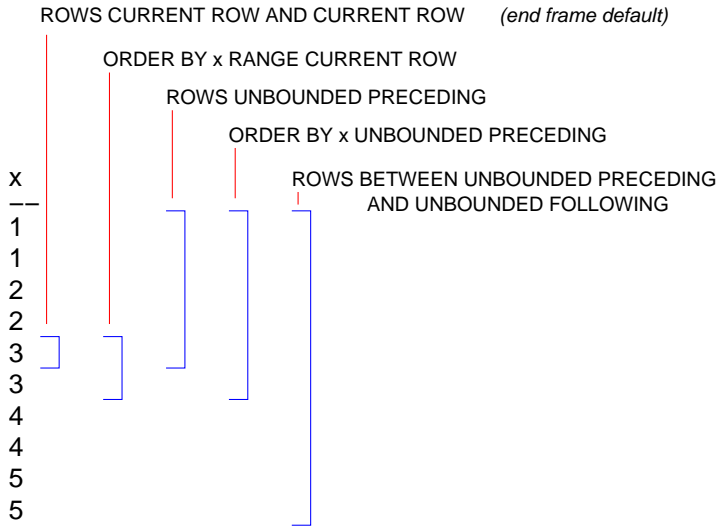 ROWS CURRENT ROW AND CURRENT ROW (end frame default)
ORDER BY x RANGE CURRENT ROW
ROWS UNBOUNDED PRECEDING
ORDER BY x UNBOUNDED PRECEDING
x
ROWS BETWEEN UNBOUNDED PRECEDING
AND UNBOUNDED FOLLOWING
−−
1
1
2
2
3
3
4
4
5
5